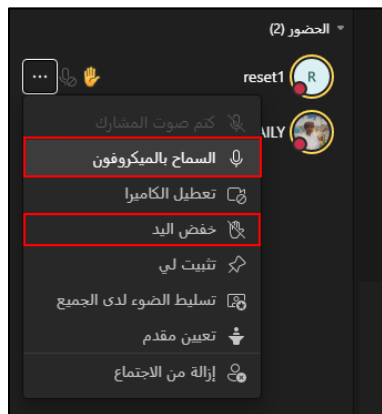 الحضور (2)
reset1
R
كتم صوت المشارك
AILY
السماح بالميكروفون
تعطيل الكاميرا
خفض اليد
تثبيت لي
تسليط الضوء لدى الجميع
تعيين مقدم
إزالة من الاجتماع